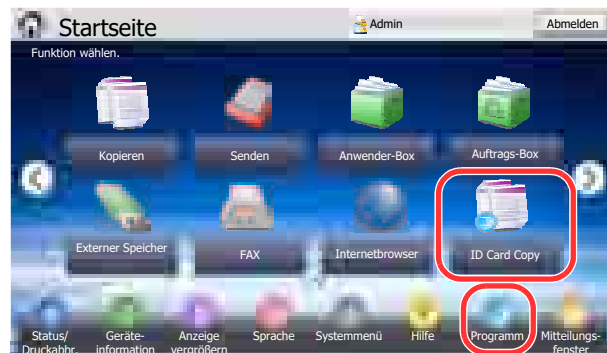 Startseite
Admin
Abmelden
Funktion wählen.
Kopieren
Senden
Anwender-Box
Auftrags-Box
Externer Speicher
FAX
Internetbrowser
ID Card Copy
Status/
Druckabbr.
Geräte-
information
Anzeige
vergrößern
Sprache
Systemmenü
Hilfe
Programm
Mitteilungs-
fenster